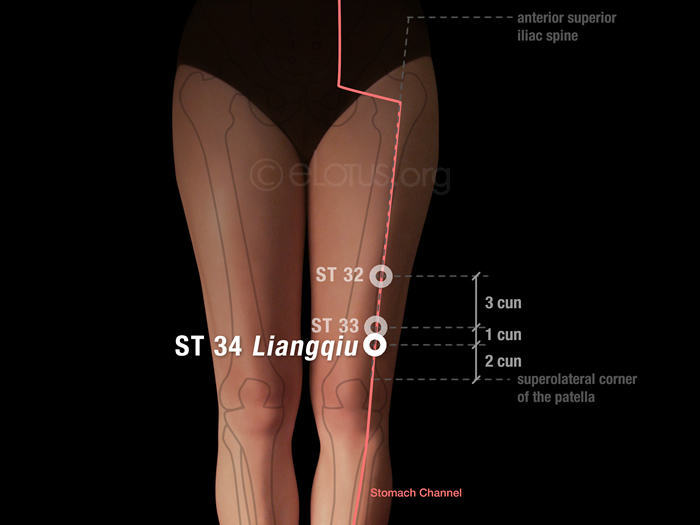 anterior superior
iliac spine
© eLOTUS.org
ST 32
3 cun
ST 33
1 cun
ST 34 Liangqiu
2 cun
superolateral corner
of the patella
Stomach Channel